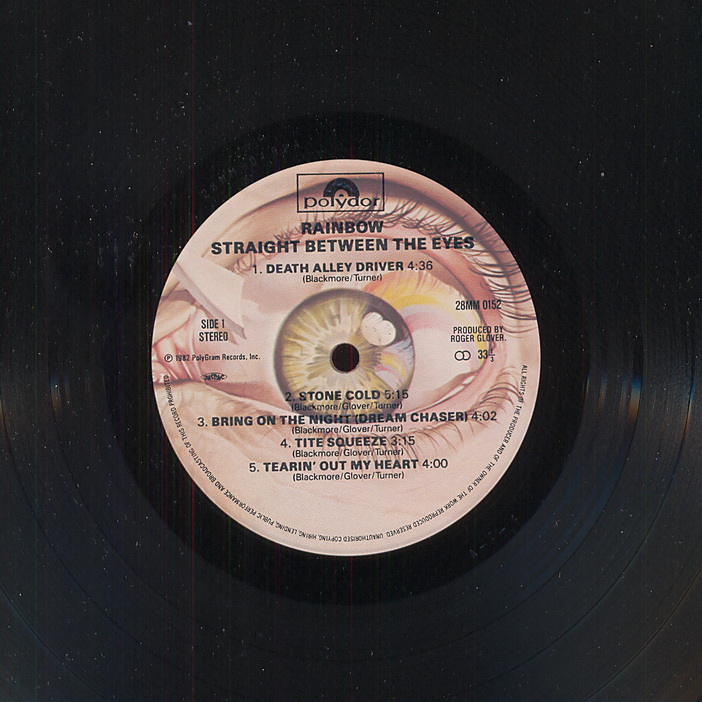 polydor
RAINBOW
STRAIGHT BETWEEN THE EYES
1. DEATH ALLEY DRIVER 4:36
(Blackmore/Turner)
28MM 0152
SIDE 1
STEREO
PRODUCED BY
ROGER GLOVER.
33 1/3
Ⓟ 1982 PolyGram Records, Inc.
2. STONE COLD 5:15
(Blackmore/Glover/Turner)
3. BRING ON THE NIGHT (DREAM CHASER) 4:02
(Blackmore/Glover/Turner)
4. TITE SQUEEZE 3:15
(Blackmore/Glover/Turner)
5. TEARIN' OUT MY HEART 4:00
(Blackmore/Glover/Turner)
ALL RIGHTS OF THE PRODUCER AND OF THE OWNER OF THE WORK REPRODUCED RESERVED. UNAUTHORISED COPYING, HIRING, LENDING, PUBLIC PERFORMANCE AND BROADCASTING OF THIS RECORD PROHIBITED.